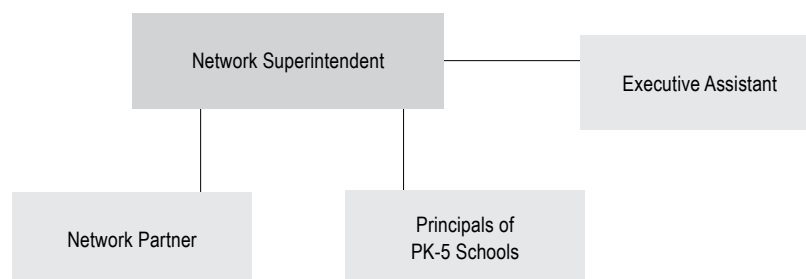 Network Superintendent
Executive Assistant
Network Partner
Principals of
PK-5 Schools